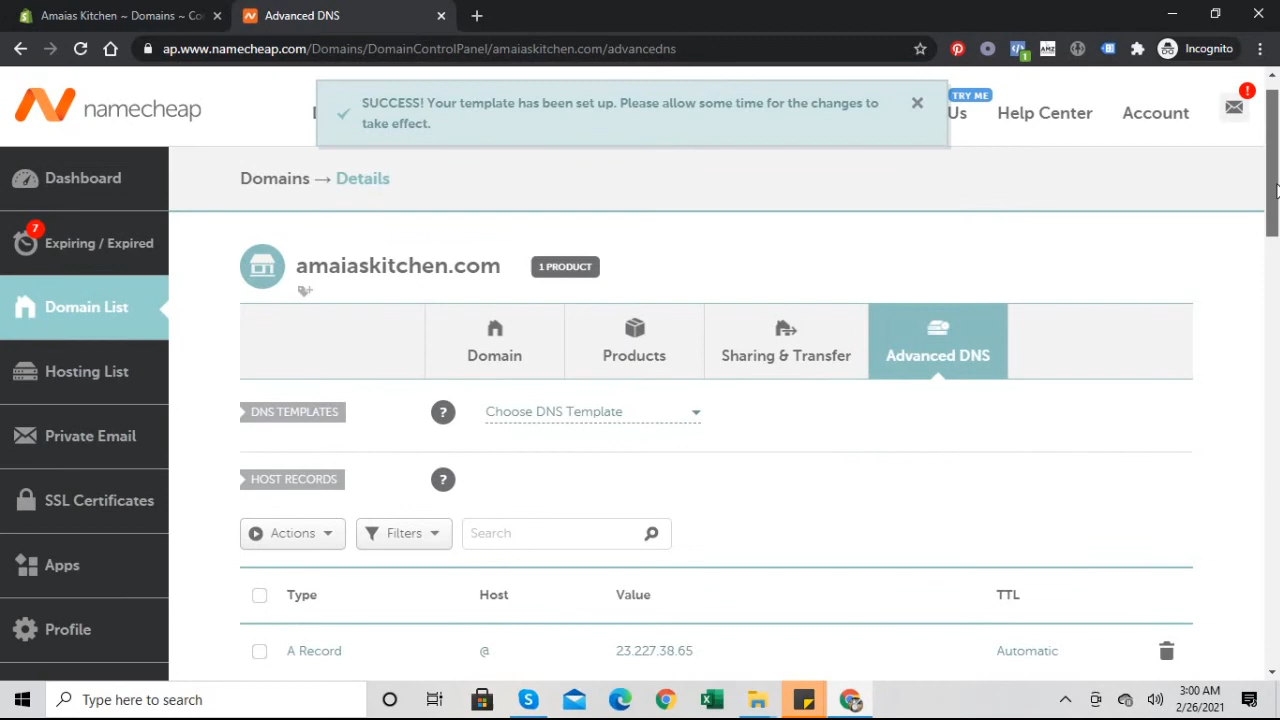 Amaias Kitchen ~ Domains ~ Co
Advanced DNS
ap.www.namecheap.com/Domains/DomainControlPanel/amaiaskitchen.com/advancedns
1
AMZ
Incognito
namecheap
SUCCESS! Your template has been set up. Please allow some time for the changes to
take effect.
TRY ME
Us
Help Center
Account
!
Dashboard
7
Expiring / Expired
Domain List
Hosting List
Private Email
SSL Certificates
Apps
Profile
Domains → Details
amaiaskitchen.com
1 PRODUCT
Domain
Products
Sharing & Transfer
Advanced DNS
DNS TEMPLATES
?
Choose DNS Template
HOST RECORDS
?
Actions
Filters
Search
Type Host Value TTL
A Record @ 23.227.38.65 Automatic
Type here to search
3:00 AM
2/26/2021